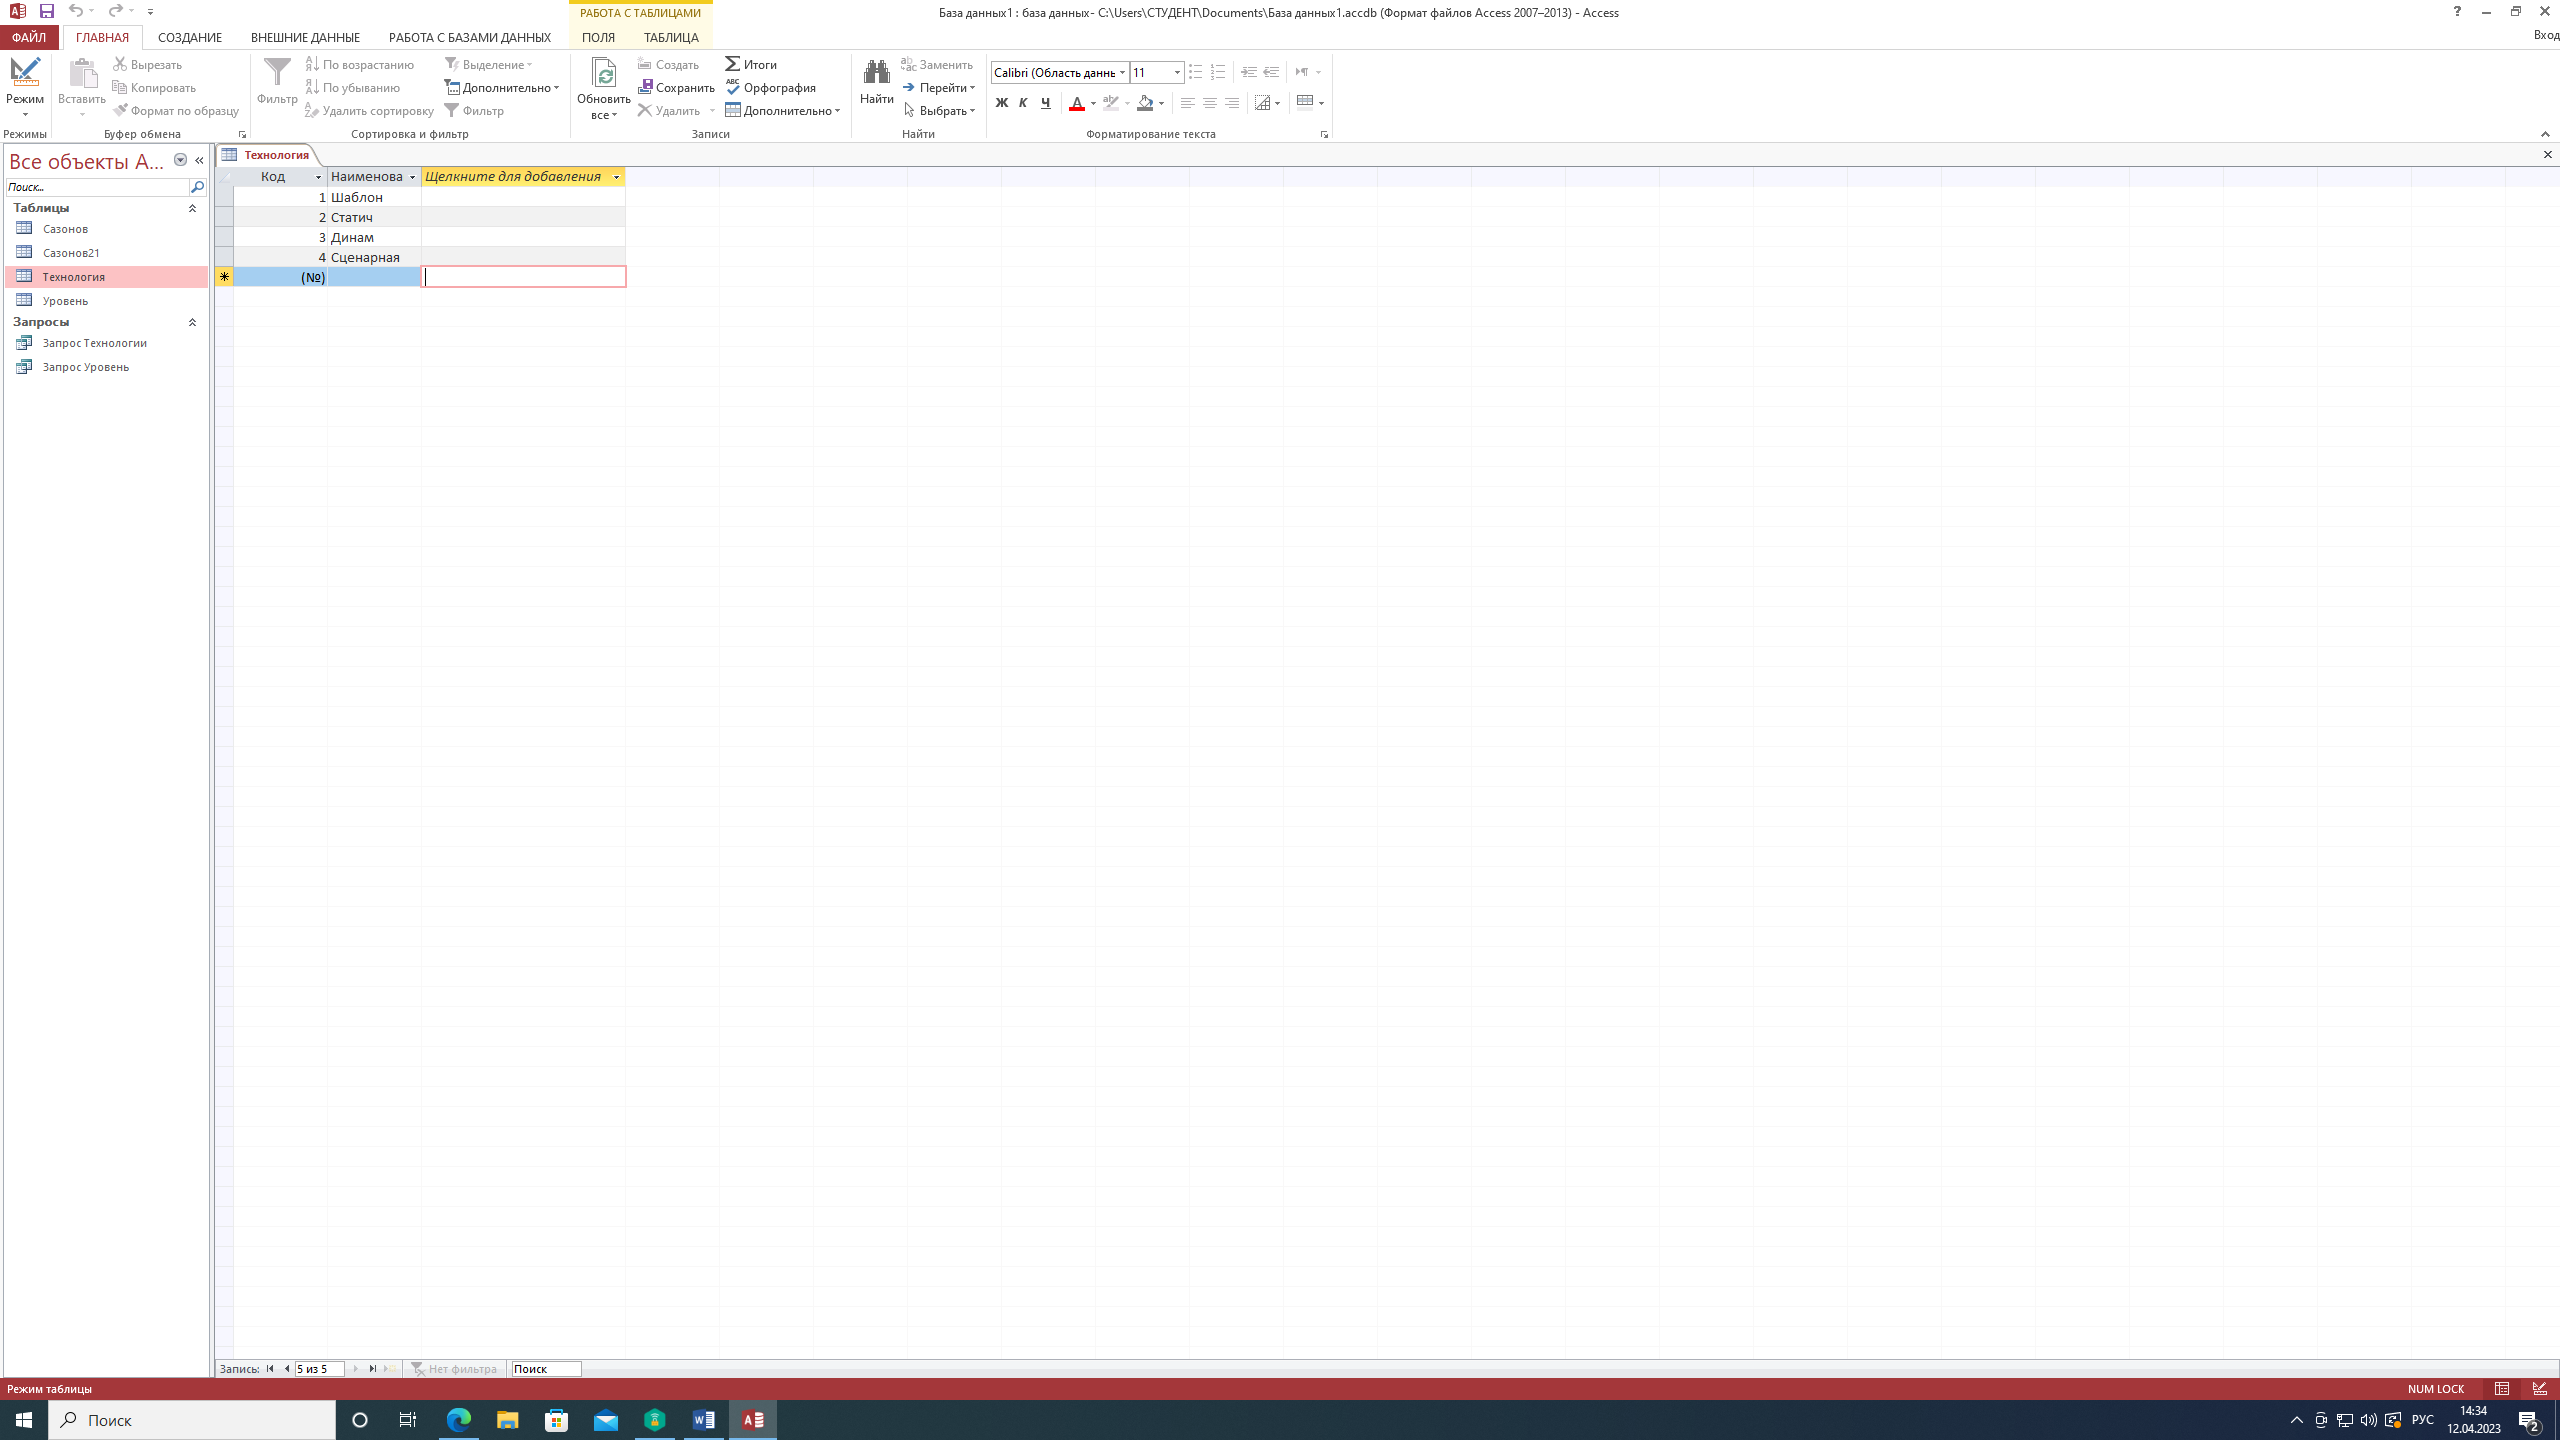 РАБОТА С ТАБЛИЦАМИ
База данных1 : база данных- C:\Users\СТУДЕНТ\Documents\База данных1.accdb (Формат файлов Access 2007–2013) - Access
ФАЙЛ ГЛАВНАЯ СОЗДАНИЕ ВНЕШНИЕ ДАННЫЕ РАБОТА С БАЗАМИ ДАННЫХ ПОЛЯ ТАБЛИЦА
Вход
Режим
Режимы
Вставить
Вырезать
Копировать
Формат по образцу
Буфер обмена
Фильтр
По возрастанию
По убыванию
Удалить сортировку
Выделение
Дополнительно
Фильтр
Сортировка и фильтр
Обновить
все
Создать
Сохранить
Удалить
Итоги
Орфография
Дополнительно
Записи
Найти
Заменить
Перейти
Выбрать
Найти
Calibri (Область даннь
11
Ж К Ч
Форматирование текста
Все объекты A...
Поиск...
Таблицы
Сазонов
Сазонов21
Технология
Уровень
Запросы
Запрос Технологии
Запрос Уровень
Технология
Код Наименова Щелкните для добавления
1 Шаблон
2 Статич
3 Динам
4 Сценарная
(№)
Запись: 5 из 5 Нет фильтра Поиск
Режим таблицы
NUM LOCK
Поиск
РУС
14:34
12.04.2023
2